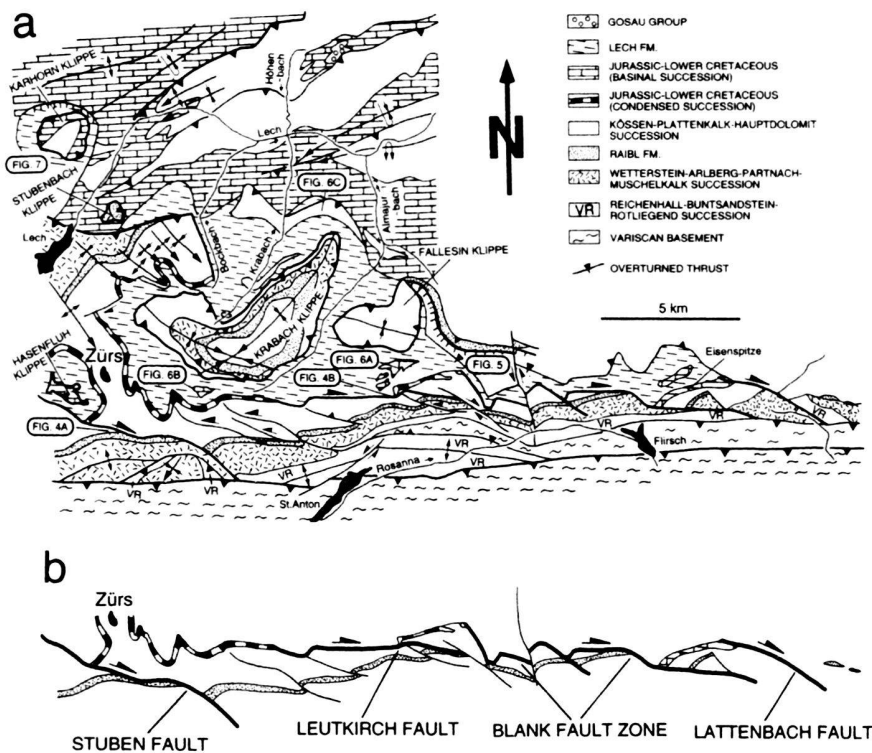 a
KARHORN KLIPPE
Höhen
-bach
Lech
FIG. 7
STUBENBACH
KLIPPE
FIG. 6C
Almajur
-bach
Lech
Bockbach
Krabach
FALLESIN KLIPPE
KRABACH KLIPPE
HASENFLUH
KLIPPE
Zürs
FIG. 6A
FIG. 5
FIG. 6B
FIG. 4B
Eisenspitze
FIG. 4A
VR
VR
VR
VR
VR
VR
VR
VR
VR
Flirsch
Rosanna
St.Anton
N
GOSAU GROUP
LECH FM.
JURASSIC-LOWER CRETACEOUS
(BASINAL SUCCESSION)
JURASSIC-LOWER CRETACEOUS
(CONDENSED SUCCESSION)
KÖSSEN-PLATTENKALK-HAUPTDOLOMIT
SUCCESSION
RAIBL FM.
WETTERSTEIN-ARLBERG-PARTNACH-
MUSCHELKALK SUCCESSION
VR
REICHENHALL-BUNTSANDSTEIN-
ROTLIEGEND SUCCESSION
VARISCAN BASEMENT
OVERTURNED THRUST
5 km
b
Zürs
STUBEN FAULT
LEUTKIRCH FAULT
BLANK FAULT ZONE
LATTENBACH FAULT